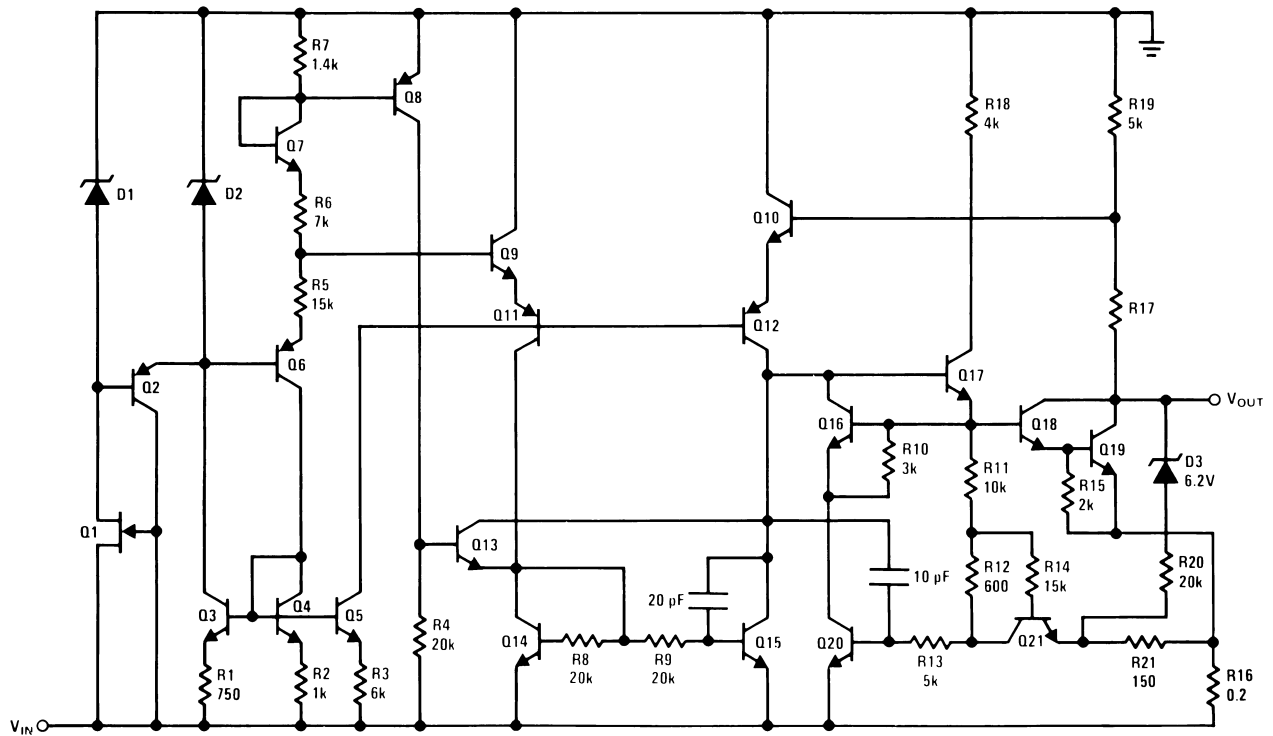 R7
1.4k
Q8
R18
4k
R19
5k
Q7
D1
D2
R6
7k
Q10
Q9
R5
15k
R17
Q11
Q12
Q6
Q2
Q17
VOUT
Q16
Q18
R10
3k
Q19
D3
6.2V
R11
10k
R15
2k
Q1
Q13
10 pF
R12
600
R14
15k
R20
20k
20 pF
Q3
Q4
Q5
R4
20k
Q14
R8
20k
R9
20k
Q15
Q20
R13
5k
Q21
R21
150
R1
750
R2
1k
R3
6k
R16
0.2
VIN